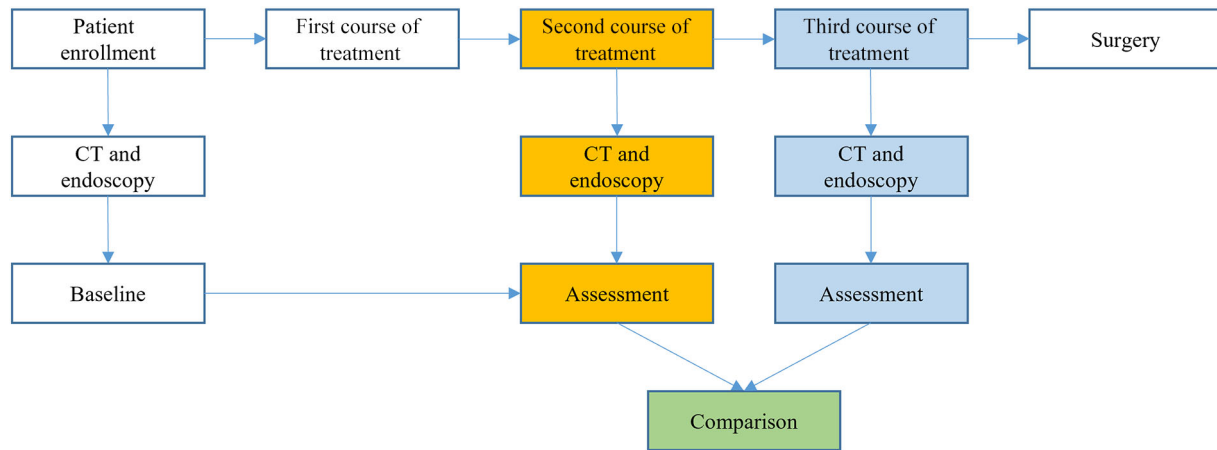 Patient
enrollment
First course of
treatment
Second course of
treatment
Third course of
treatment
Surgery
CT and
endoscopy
CT and
endoscopy
CT and
endoscopy
Baseline
Assessment
Assessment
Comparison